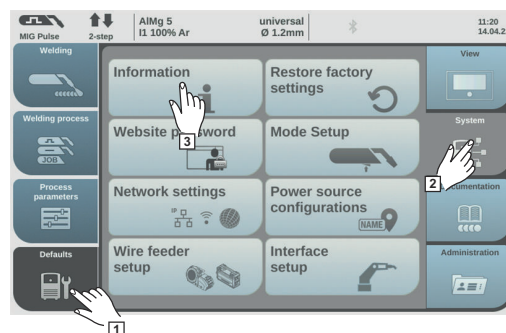 MIG Pulse
2-step
AlMg 5
I1 100% Ar
universal
Ø 1.2mm
11:20
14.04.2
Welding
Welding process
JOB
Process
parameters
Defaults
Information
Restore factory
settings
Website password
Mode Setup
Network settings
IP
Power source
configurations
NAME
Wire feeder
setup
Interface
setup
View
System
Documentation
Administration
1
2
3